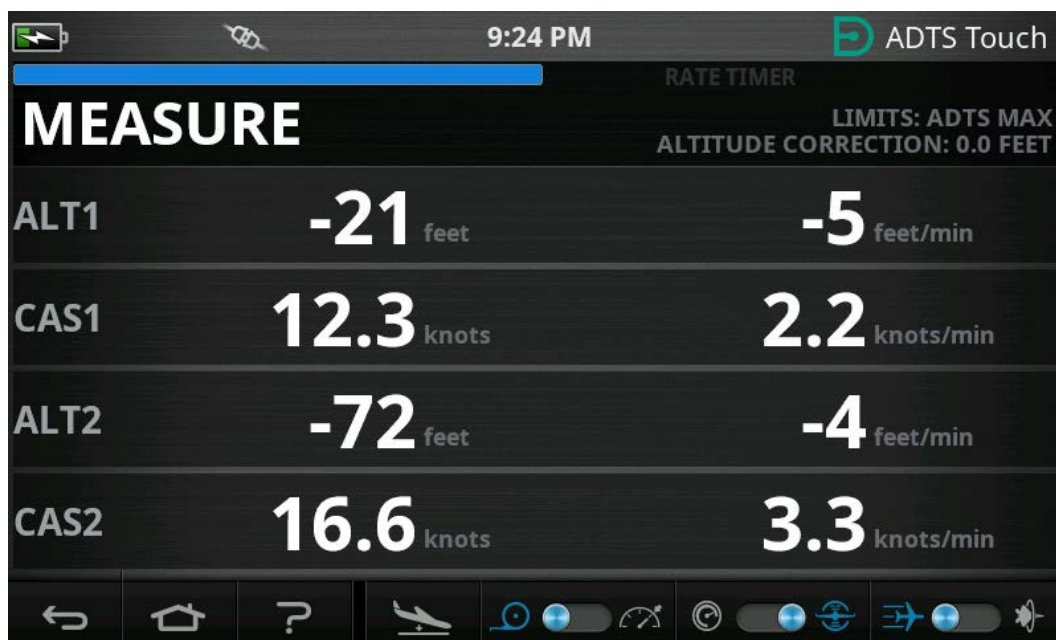 9:24 PM
ADTS Touch
RATE TIMER
MEASURE
LIMITS: ADTS MAX
ALTITUDE CORRECTION: 0.0 FEET
ALT1 -21 feet -5 feet/min
CAS1 12.3 knots 2.2 knots/min
ALT2 -72 feet -4 feet/min
CAS2 16.6 knots 3.3 knots/min
?